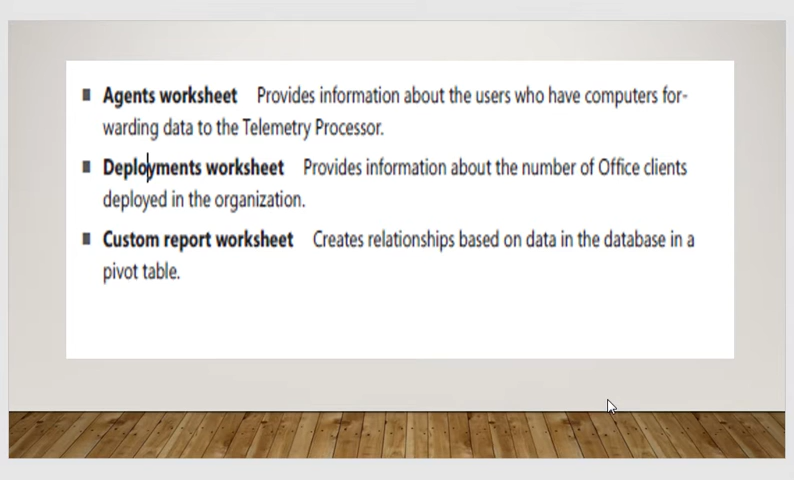 ■ Agents worksheet Provides information about the users who have computers for-
warding data to the Telemetry Processor.
■ Deployments worksheet Provides information about the number of Office clients
deployed in the organization.
■ Custom report worksheet Creates relationships based on data in the database in a
pivot table.